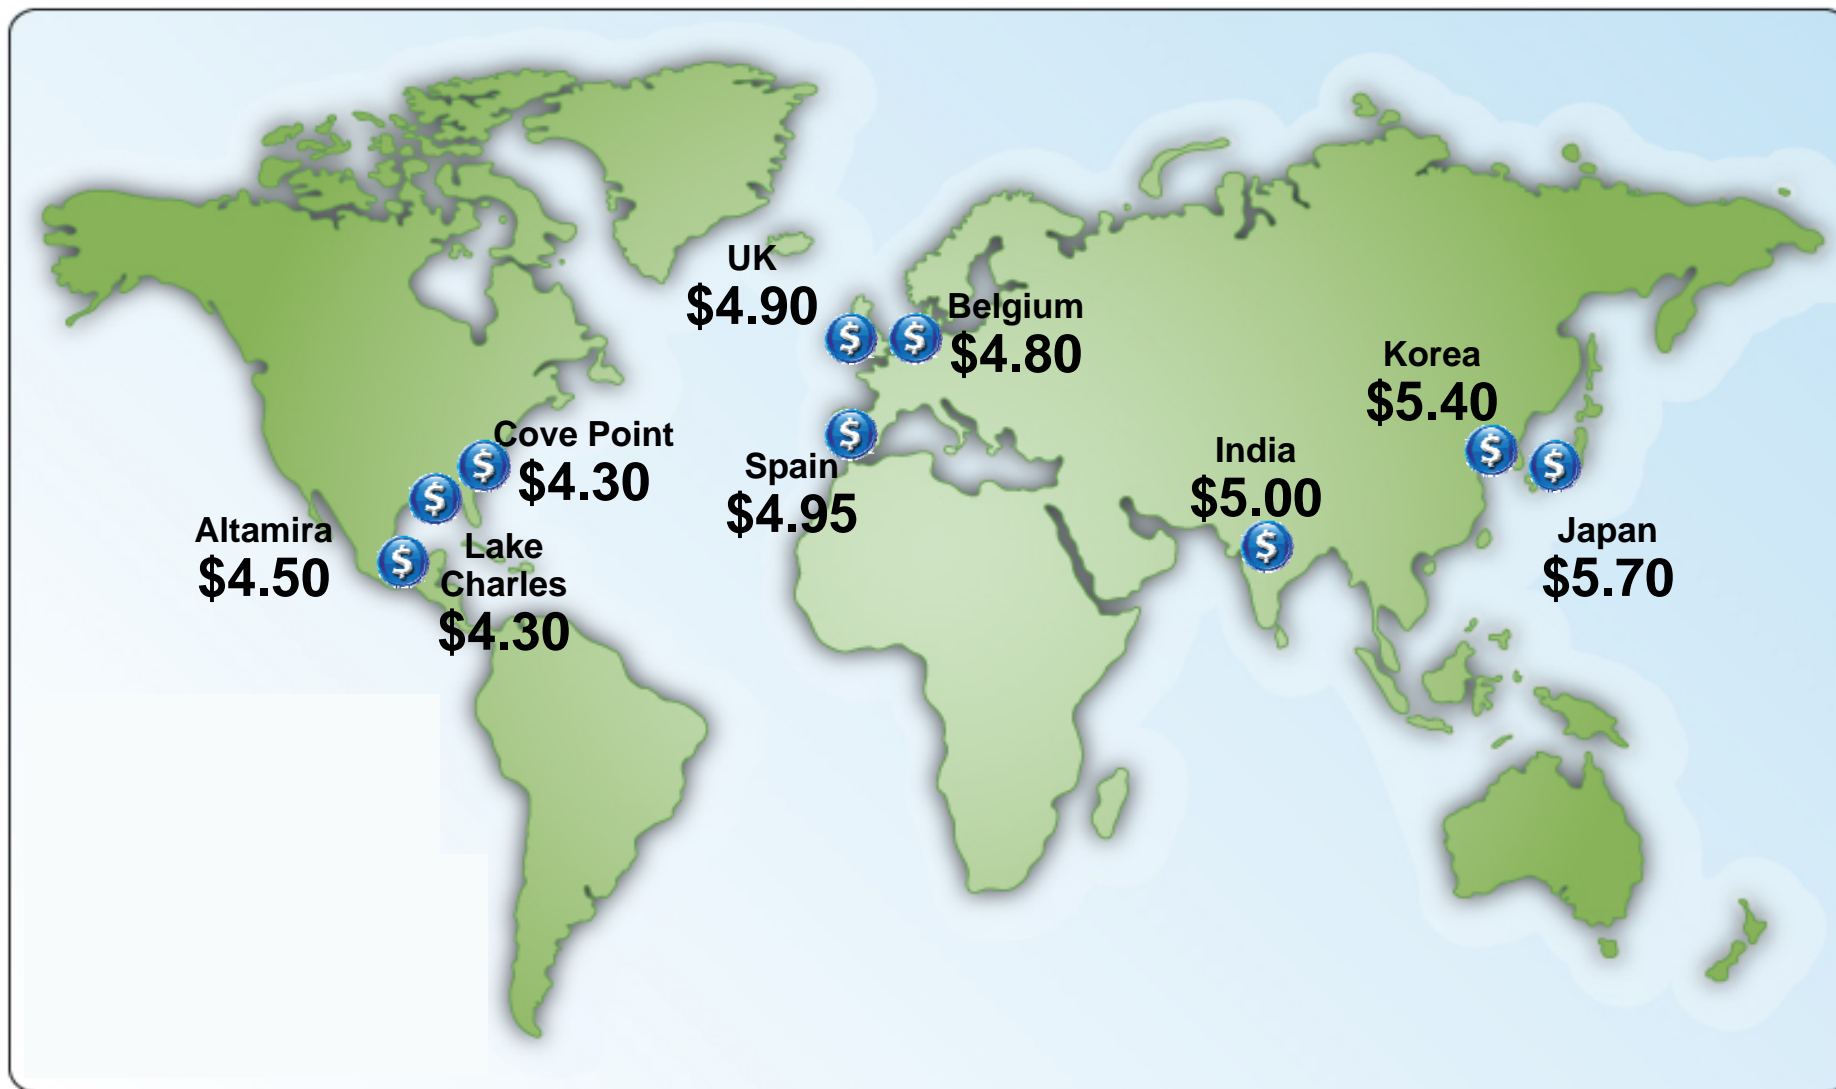 UK
$4.90
Belgium
$4.80
Korea
$5.40
Cove Point
$4.30
Spain
$4.95
India
$5.00
Altamira
$4.50
Lake
Charles
$4.30
Japan
$5.70
$
$
$
$
$
$
$
$
$